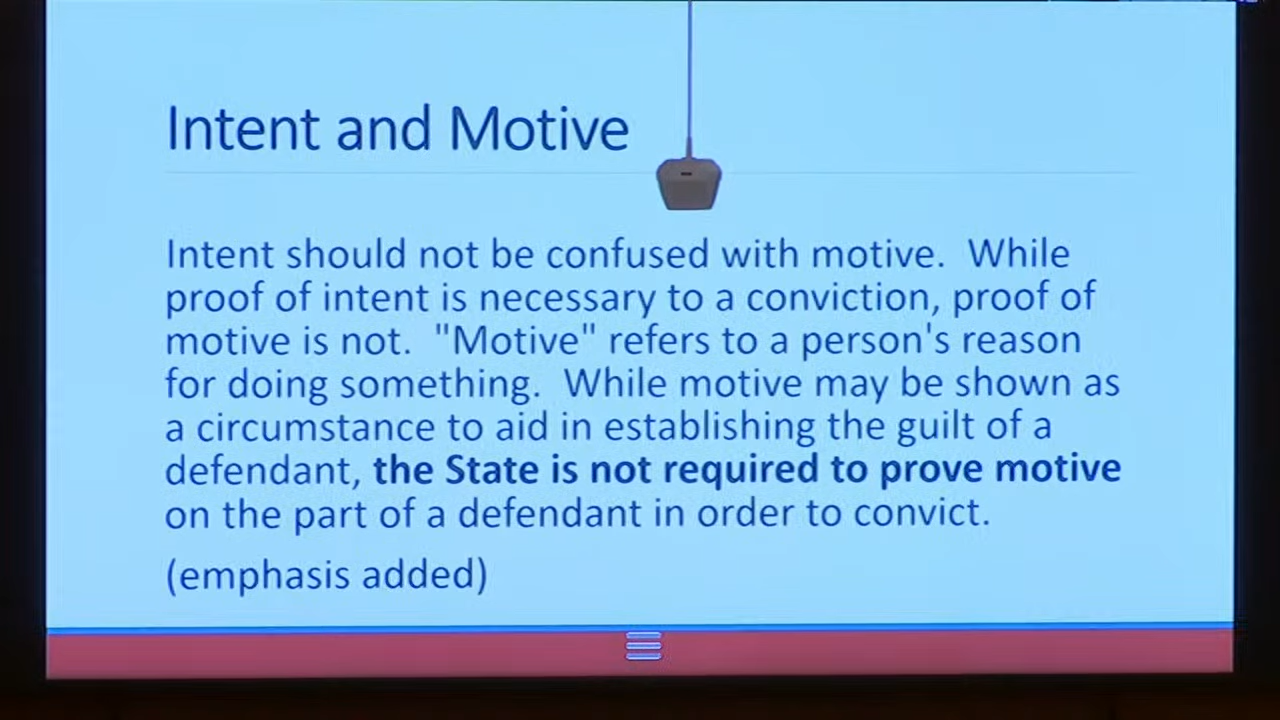 Intent and Motive
Intent should not be confused with motive.  While
proof of intent is necessary to a conviction, proof of
motive is not.  "Motive" refers to a person's reason
for doing something.  While motive may be shown as
a circumstance to aid in establishing the guilt of a
defendant, the State is not required to prove motive
on the part of a defendant in order to convict.
(emphasis added)